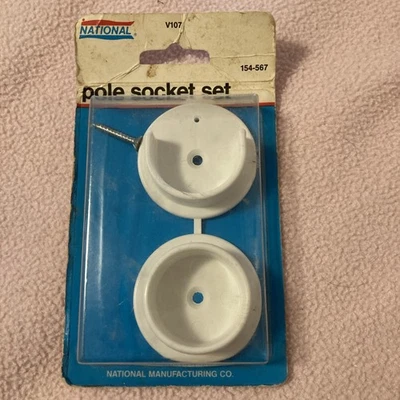 NATIONAL
V107
154-567
pole socket set
NATIONAL MANUFACTURING CO.